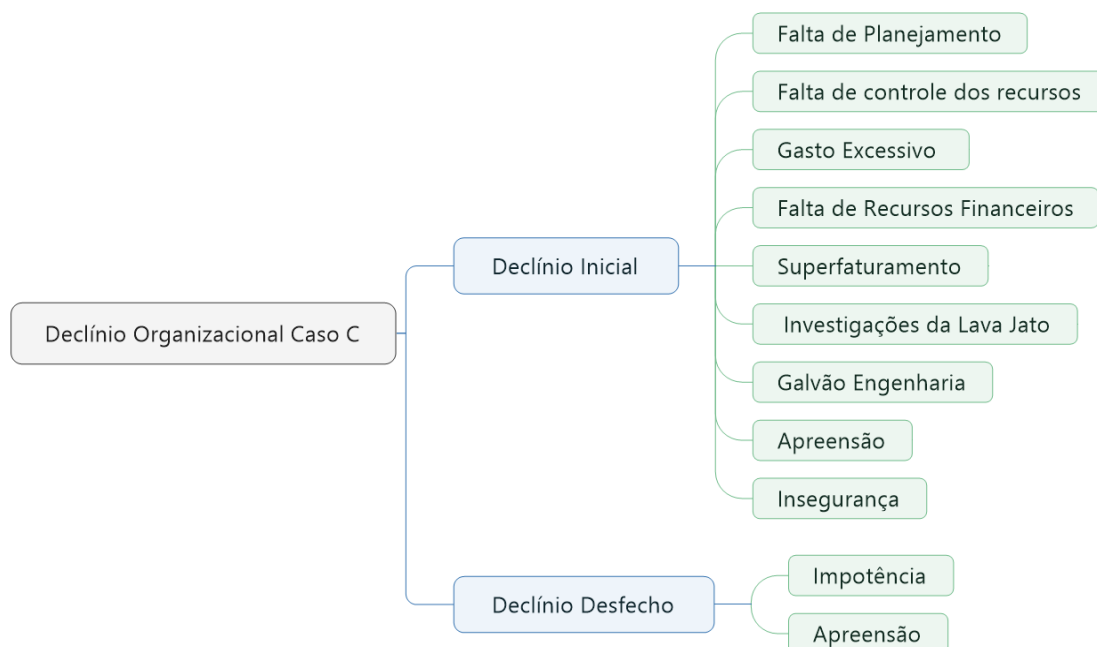 Declínio Organizacional Caso C
Declínio Inicial
Falta de Planejamento
Falta de controle dos recursos
Gasto Excessivo
Falta de Recursos Financeiros
Superfaturamento
Investigações da Lava Jato
Galvão Engenharia
Apreensão
Insegurança
Declínio Desfecho
Impotência
Apreensão